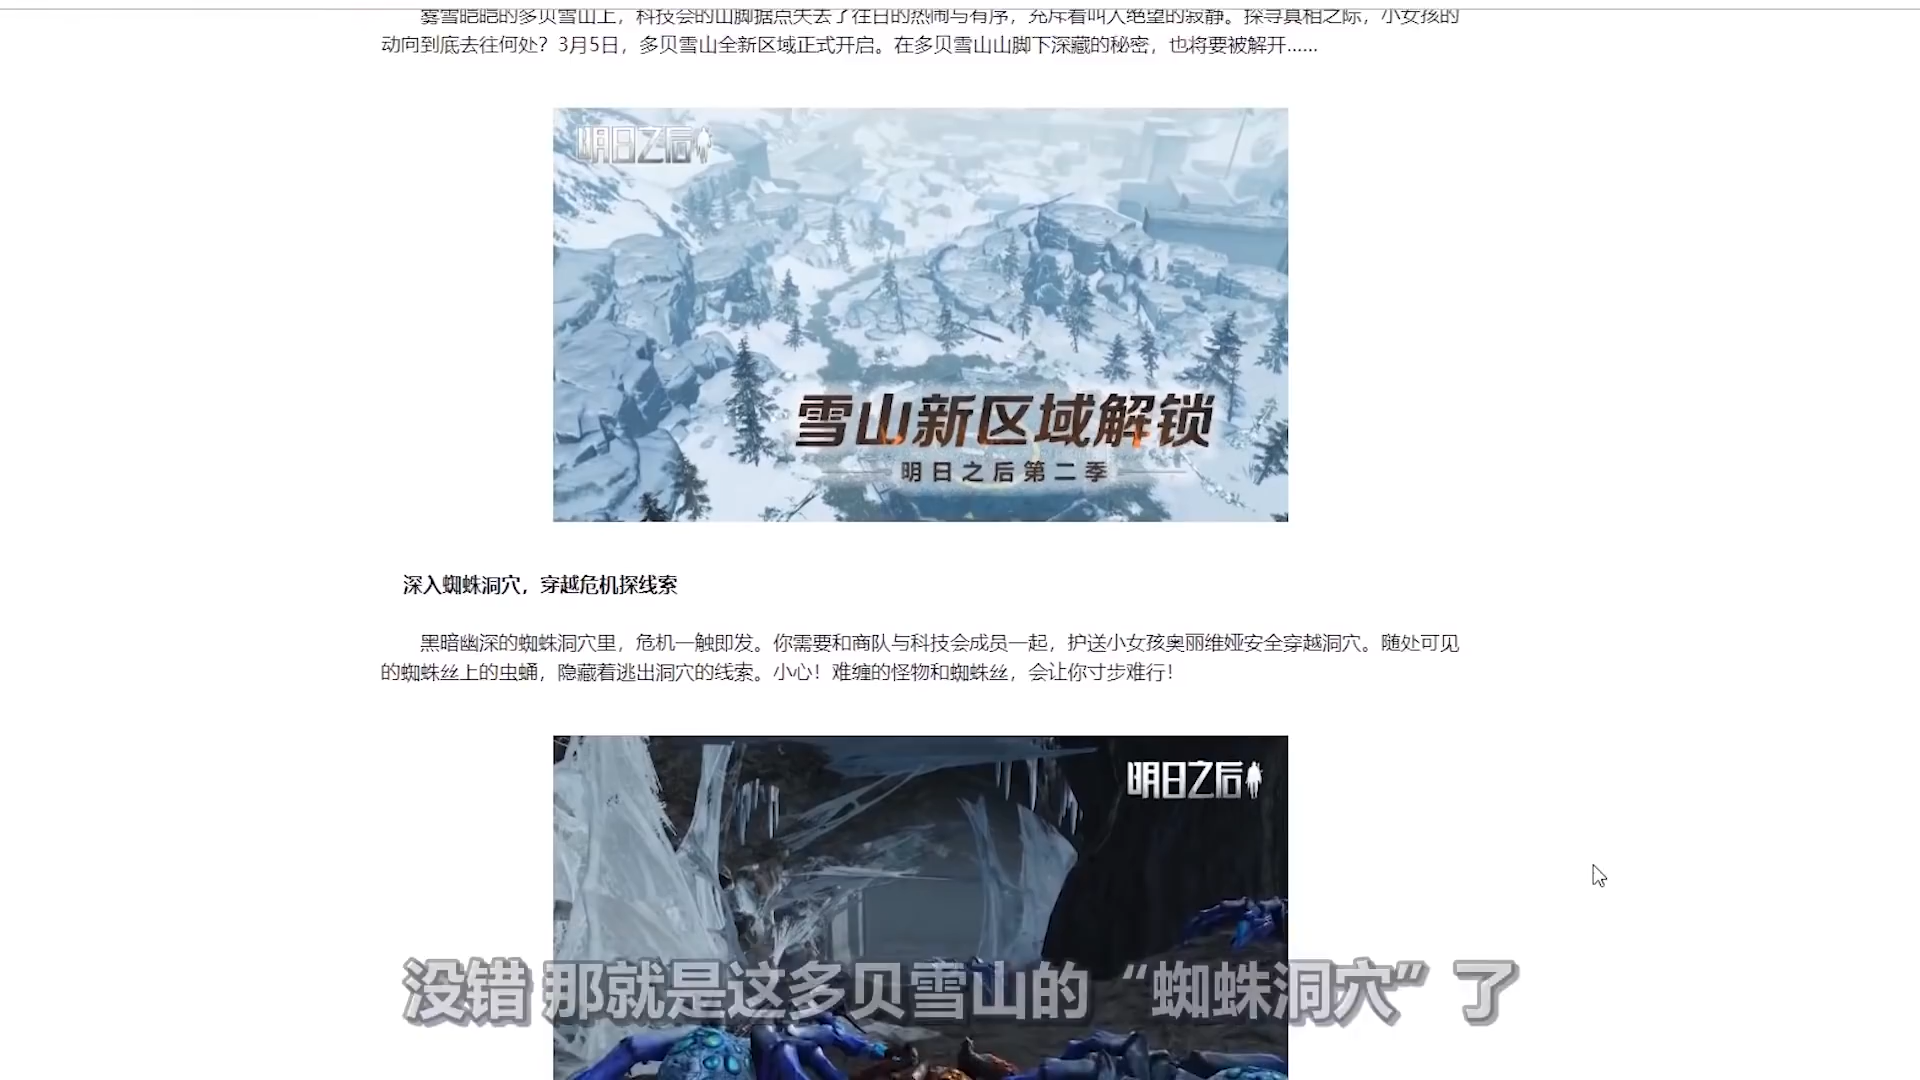 雾雪皑皑的多贝雪山上，科技会的山脚据点失去了往日的热闹与有序，充斥着叫人绝望的寂静。探寻真相之际，小女孩的
动向到底去往何处？3月5日，多贝雪山全新区域正式开启。在多贝雪山山脚下深藏的秘密，也将要被解开……
明日之后
雪山新区域解锁
明日之后第二季
深入蜘蛛洞穴，穿越危机探线索
黑暗幽深的蜘蛛洞穴里，危机一触即发。你需要和商队与科技会成员一起，护送小女孩奥丽维娅安全穿越洞穴。随处可见
的蜘蛛丝上的虫蛹，隐藏着逃出洞穴的线索。小心！难缠的怪物和蜘蛛丝，会让你寸步难行！
明日之后
没错 那就是这多贝雪山的“蜘蛛洞穴”了